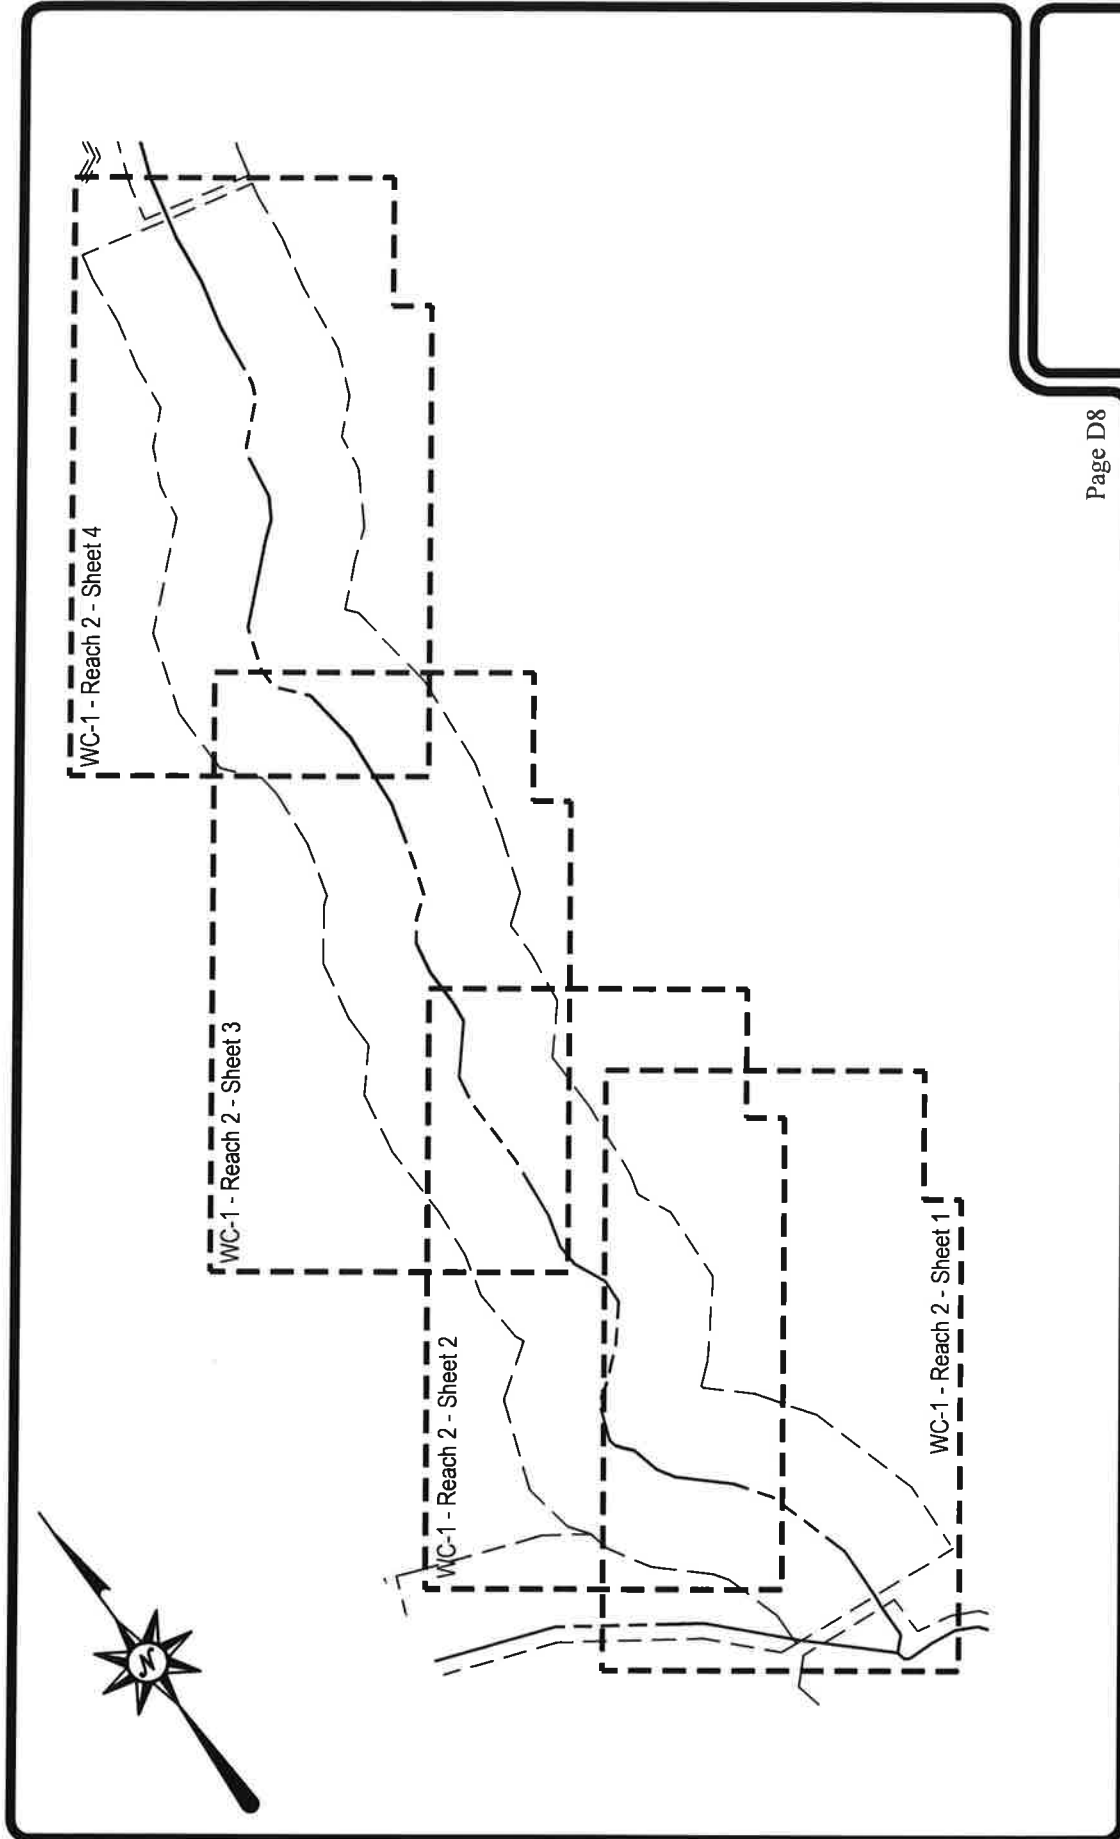 WC-1 - Reach 2 - Sheet 4
WC-1 - Reach 2 - Sheet 3
WC-1 - Reach 2 - Sheet 2
WC-1 - Reach 2 - Sheet 1
N
Page D8